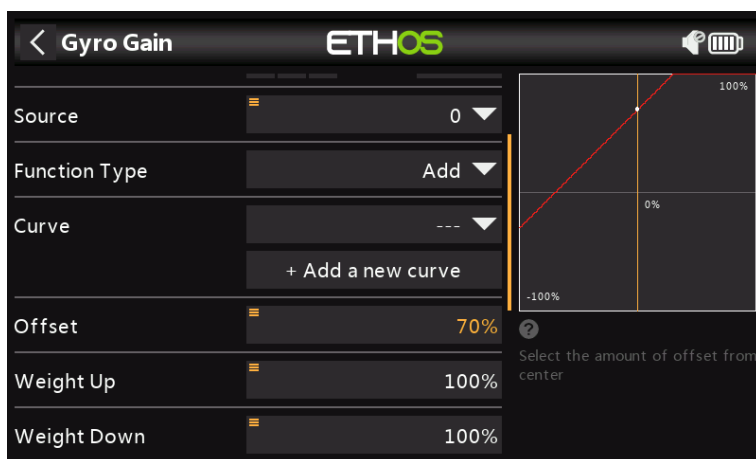 Gyro Gain
ETHOS
Source
0
Function Type
Add
Curve
---
+ Add a new curve
Offset
70%
Weight Up
100%
Weight Down
100%
100%
0%
-100%
?
Select the amount of offset from
center